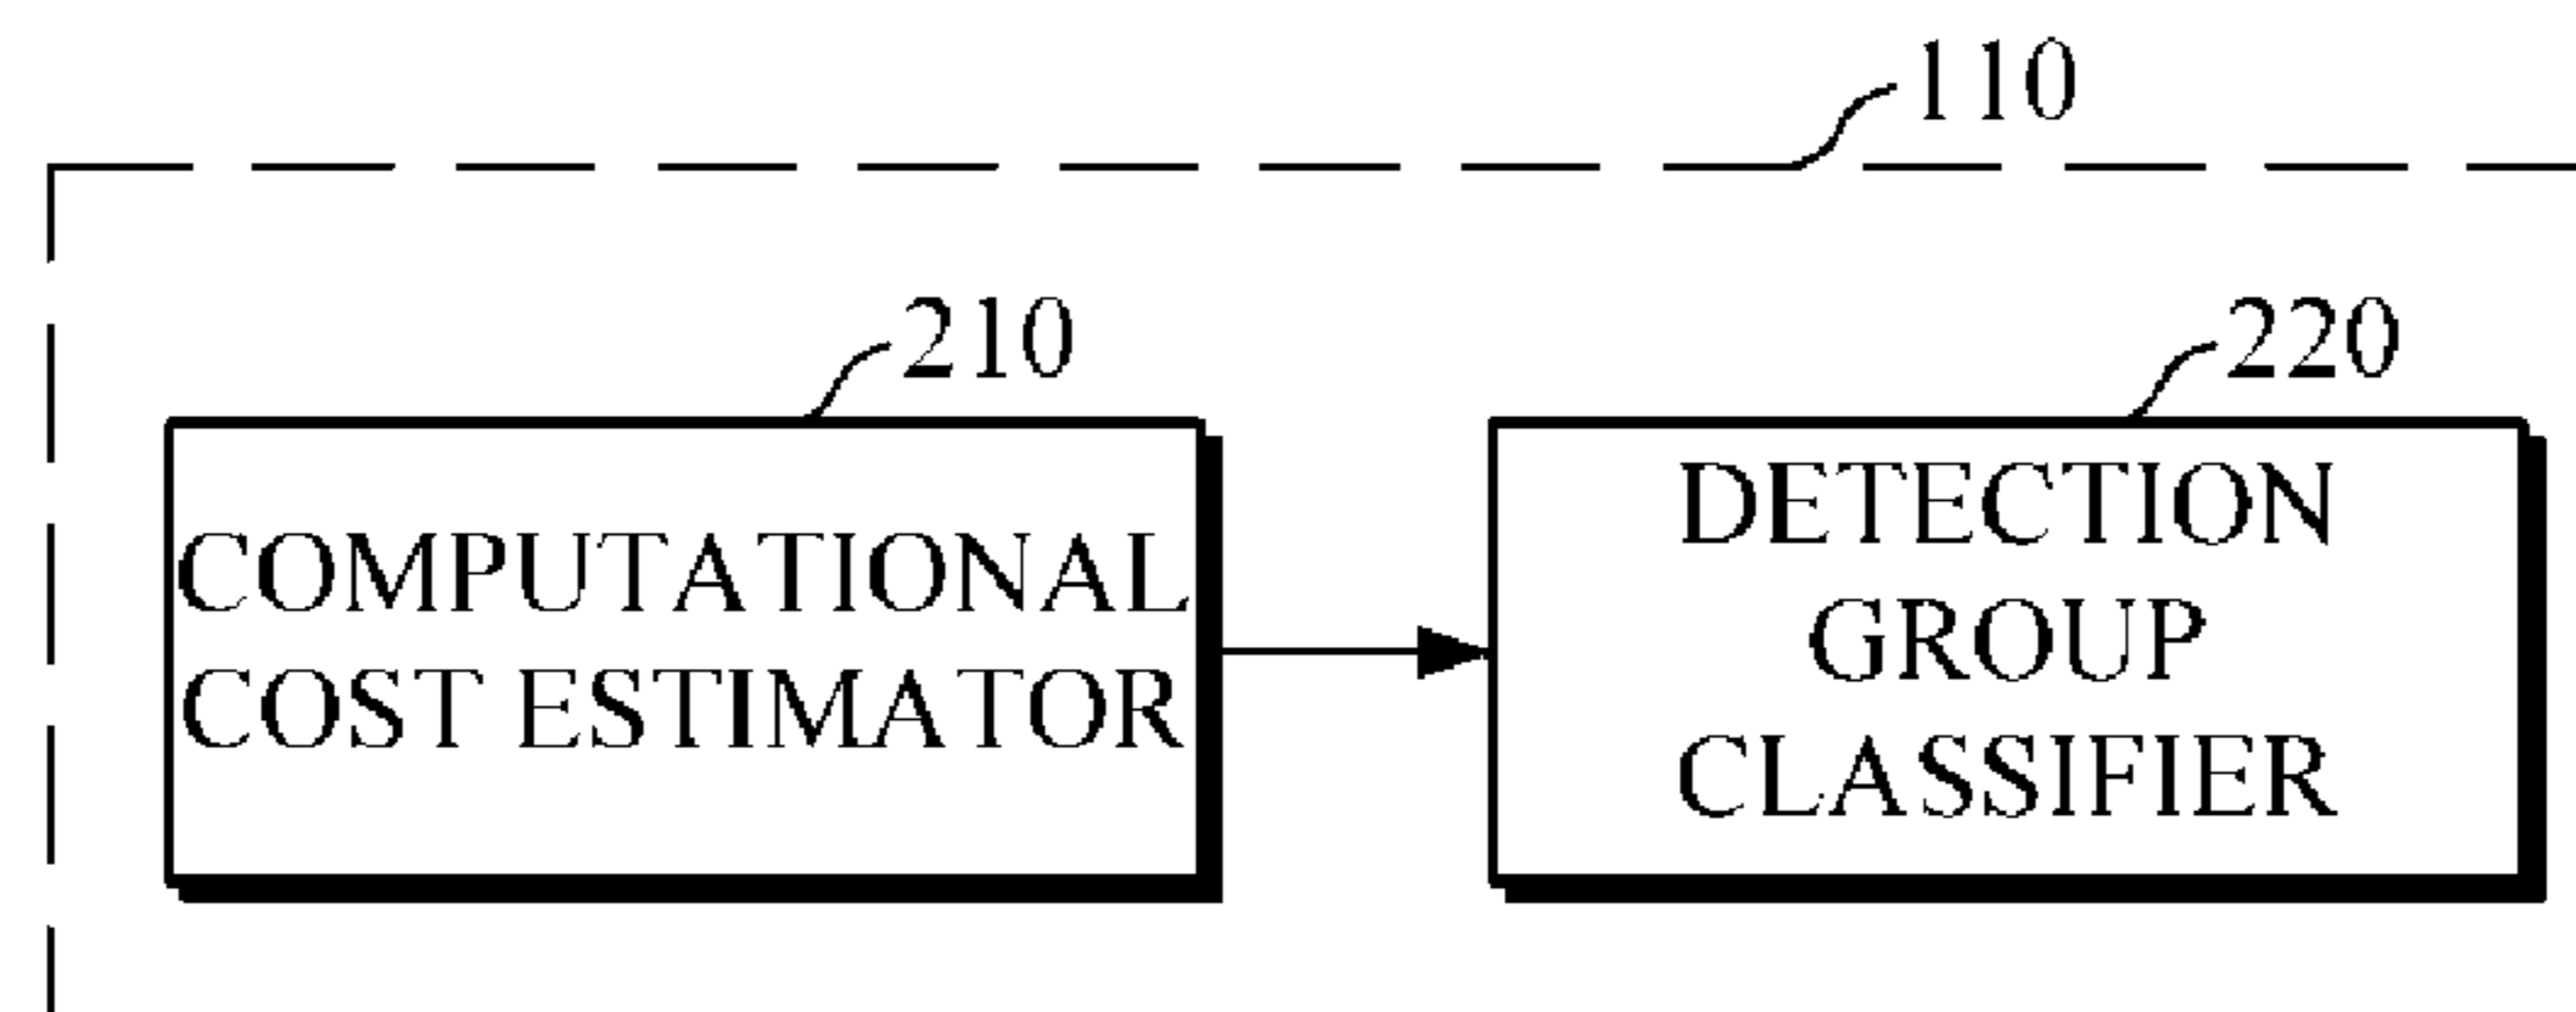 110
210
220
COMPUTATIONAL
COST ESTIMATOR
DETECTION
GROUP
CLASSIFIER